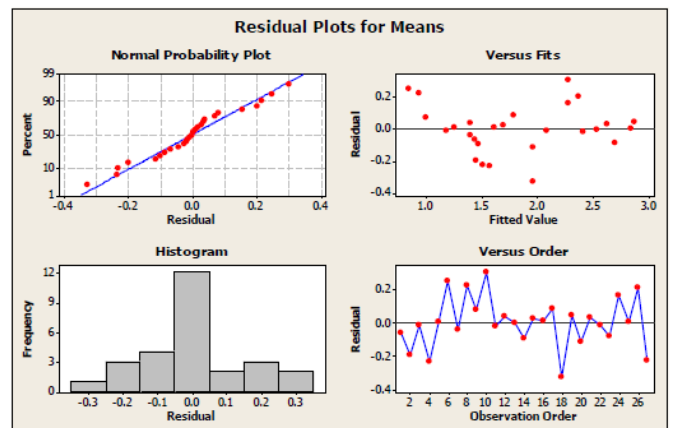 Residual Plots for Means
Normal Probability Plot
Versus Fits
99
90
50
10
1
Percent
-0.4 -0.2 0.0 0.2 0.4
Residual
0.2
0.0
-0.2
-0.4
Residual
1.0 1.5 2.0 2.5 3.0
Fitted Value
Histogram
Versus Order
12
9
6
3
0
Frequency
-0.3 -0.2 -0.1 0.0 0.1 0.2 0.3
Residual
0.2
0.0
-0.2
-0.4
Residual
2 4 6 8 10 12 14 16 18 20 22 24 26
Observation Order